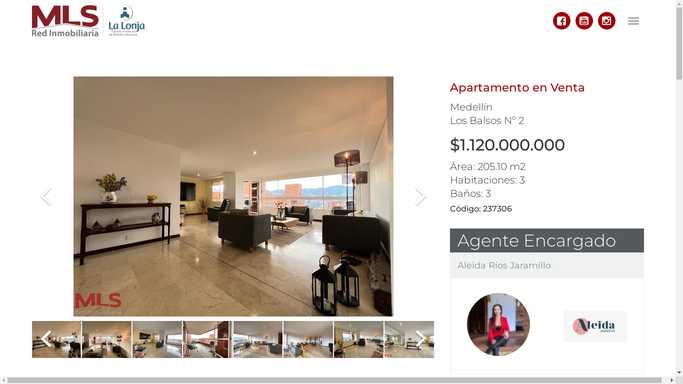 MLS
Red Inmobiliaria
La Lonja
Apartamento en Venta
Medellín
Los Balsos N° 2
$1.120.000.000
Área: 205.10 m2
Habitaciones: 3
Baños: 3
Código: 237306
MLS
Agente Encargado
Aleida Ríos Jaramillo
Aleida